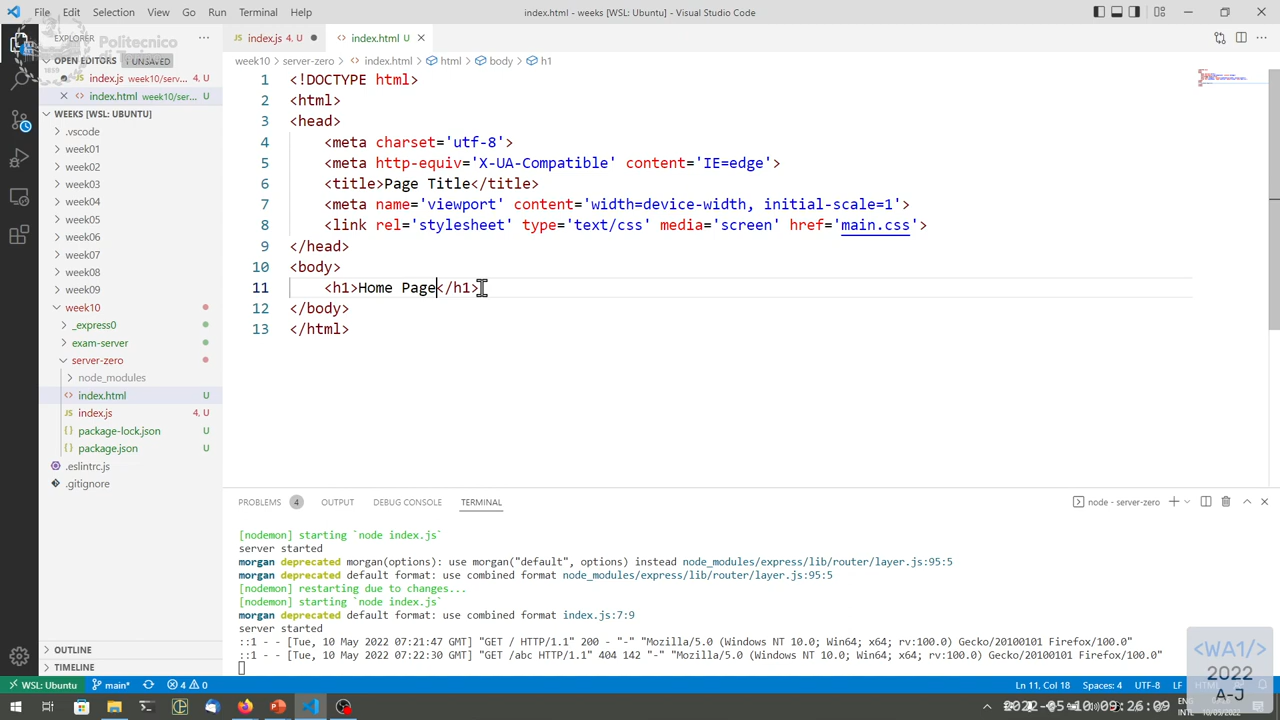 File Edit Selection View Go Run Terminal Help
index.html - weeks [WSL: Ubuntu] - Visual Studio Code
Politecnico
EXPLORER
OPEN EDITORS 1 UNSAVED
index.js week10/serv... 4, U
index.html week10/ser... U
WEEKS [WSL: UBUNTU]
.vscode
week01
week02
week03
week04
week05
week06
week07
week08
week09
week10
_express0
exam-server
server-zero
node_modules
index.html U
index.js 4, U
package-lock.json U
package.json U
.eslintrc.js
.gitignore
OUTLINE
TIMELINE
index.js 4, U
index.html U
week10 > server-zero > index.html > html > body > h1
1 <!DOCTYPE html>
2 <html>
3 <head>
4 <meta charset='utf-8'>
5 <meta http-equiv='X-UA-Compatible' content='IE=edge'>
6 <title>Page Title</title>
7 <meta name='viewport' content='width=device-width, initial-scale=1'>
8 <link rel='stylesheet' type='text/css' media='screen' href='main.css'>
9 </head>
10 <body>
11 <h1>Home Page</h1>
12 </body>
13 </html>
PROBLEMS 4 OUTPUT DEBUG CONSOLE TERMINAL
node - server-zero
[nodemon] starting `node index.js`
server started
morgan deprecated morgan(options): use morgan("default", options) instead node_modules/express/lib/router/layer.js:95:5
morgan deprecated default format: use combined format node_modules/express/lib/router/layer.js:95:5
[nodemon] restarting due to changes...
[nodemon] starting `node index.js`
morgan deprecated default format: use combined format index.js:7:9
server started
::1 - - [Tue, 10 May 2022 07:21:47 GMT] "GET / HTTP/1.1" 200 - "-" "Mozilla/5.0 (Windows NT 10.0; Win64; x64; rv:100.0) Gecko/20100101 Firefox/100.0"
::1 - - [Tue, 10 May 2022 07:22:30 GMT] "GET /abc HTTP/1.1" 404 142 "-" "Mozilla/5.0 (Windows NT 10.0; Win64; x64; rv:100.0) Gecko/20100101 Firefox/100.0"
<WA1/>
2022
A-J
WSL: Ubuntu main* 4 0
Ln 11, Col 18 Spaces: 4 UTF-8 LF
2022-05-10 09:26:09
ENG
INTL